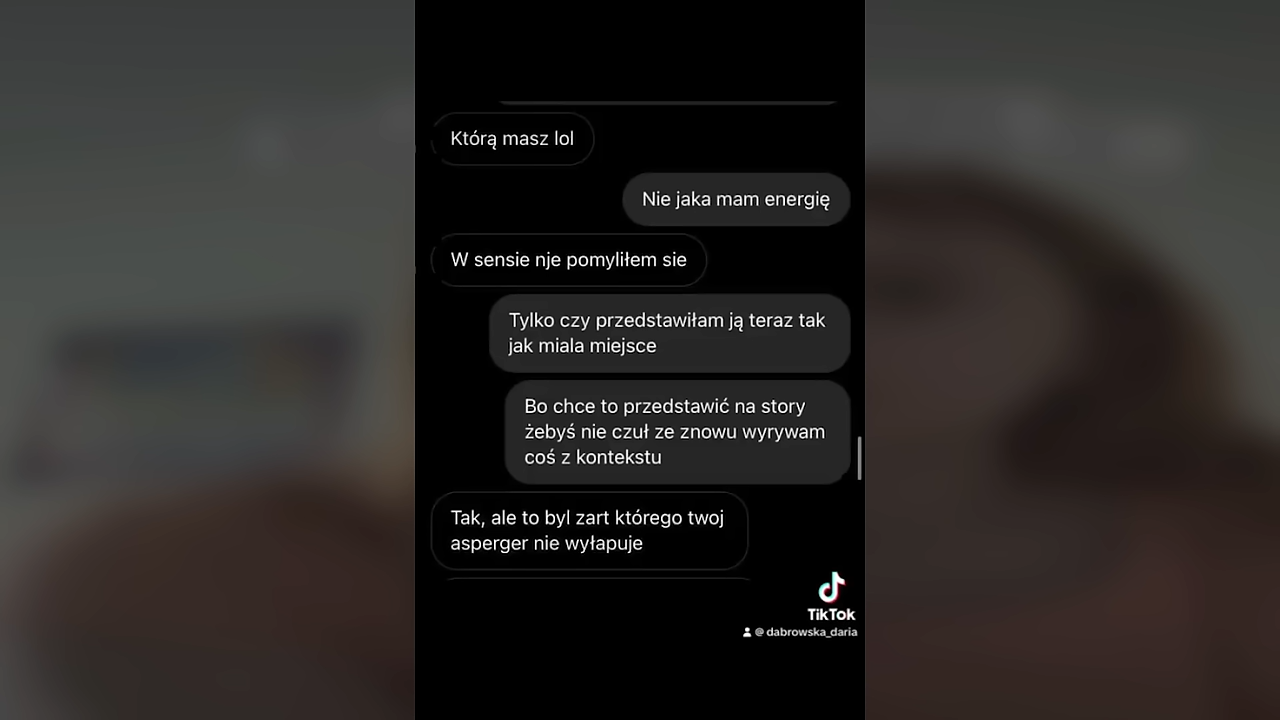 Którą masz lol
Nie jaka mam energię
W sensie nje pomyliłem sie
Tylko czy przedstawiłam ją teraz tak
jak miala miejsce
Bo chce to przedstawić na story
żebyś nie czuł ze znowu wyrywam
coś z kontekstu
Tak, ale to byl zart którego twoj
asperger nie wyłapuje
TikTok
@ dabrowska_daria